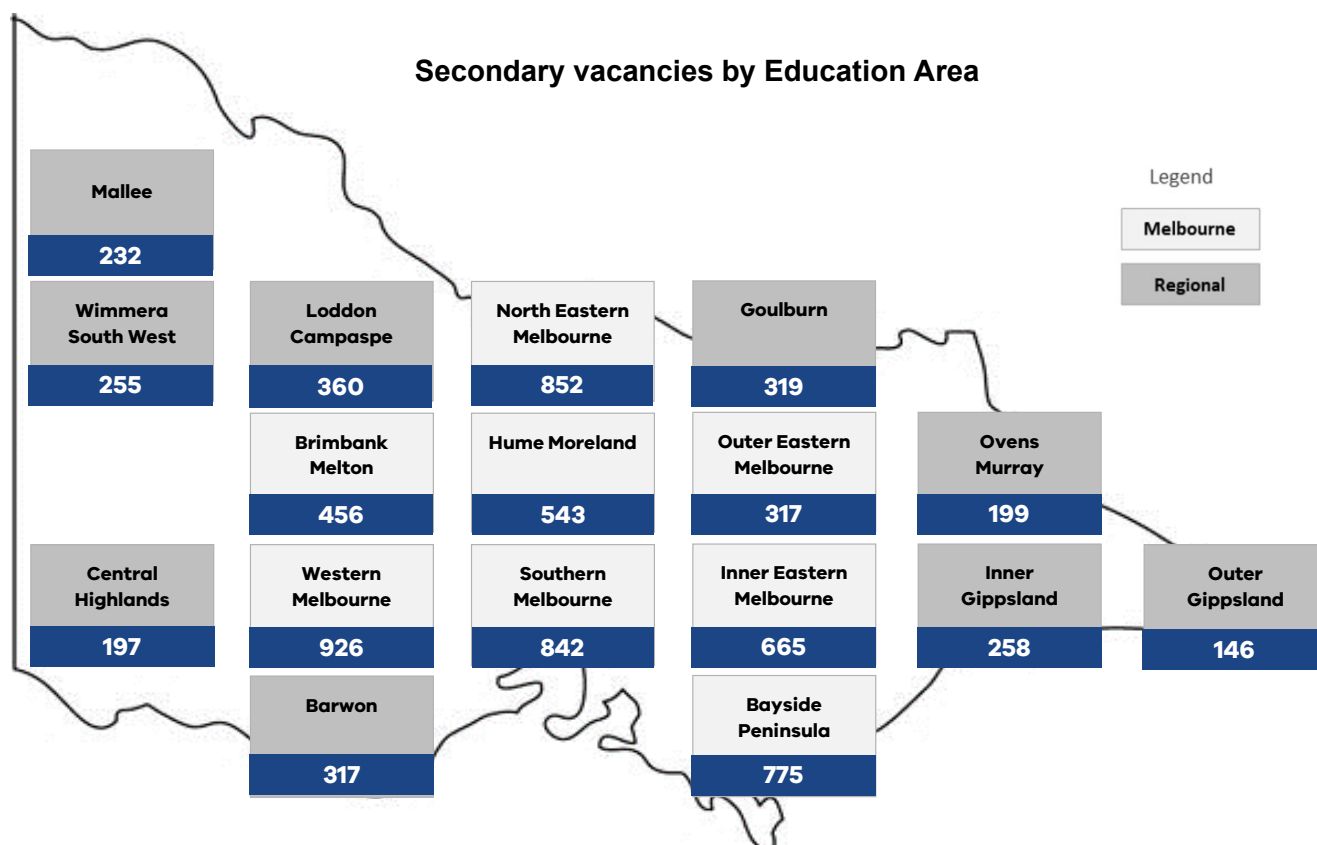 Secondary vacancies by Education Area
Legend
Melbourne
Regional
Mallee
232
Wimmera
South West
255
Loddon
Campaspe
360
North Eastern
Melbourne
852
Goulburn
319
Brimbank
Melton
456
Hume Moreland
543
Outer Eastern
Melbourne
317
Ovens
Murray
199
Central
Highlands
197
Western
Melbourne
926
Southern
Melbourne
842
Inner Eastern
Melbourne
665
Inner
Gippsland
258
Outer
Gippsland
146
Barwon
317
Bayside
Peninsula
775